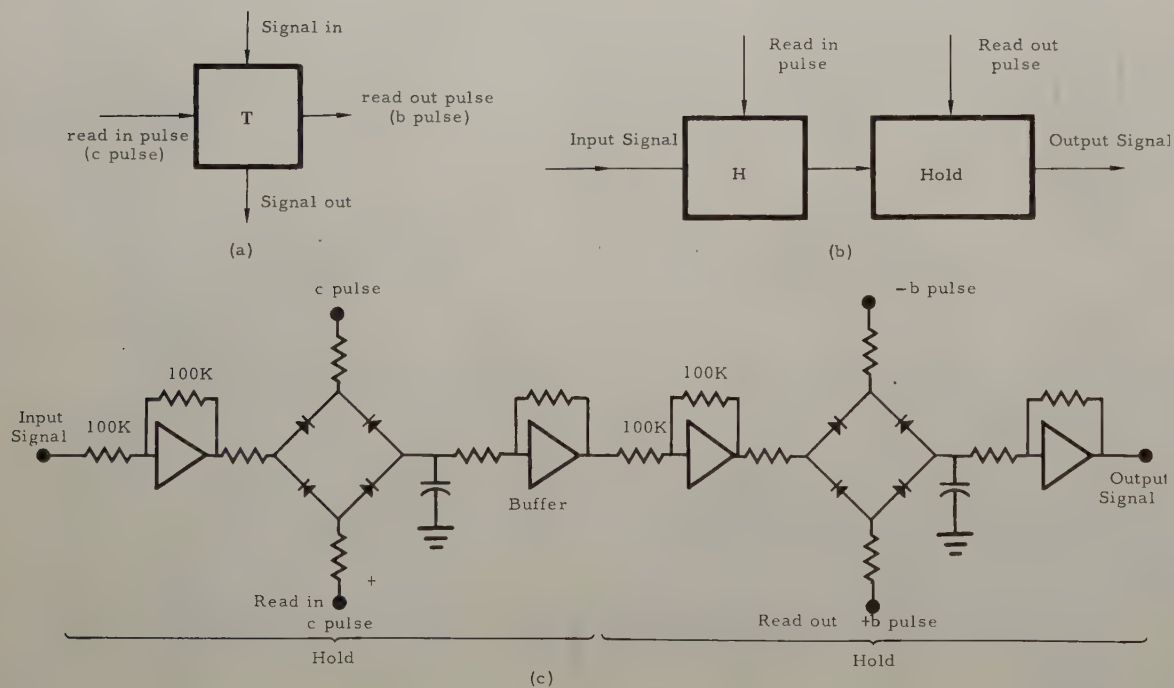 Signal in
T
read in pulse
(c pulse)
read out pulse
(b pulse)
Signal out
(a)
Read in
pulse
Read out
pulse
Input Signal
H
Hold
Output Signal
(b)
c pulse
−b pulse
Input
Signal
100K
100K
Buffer
100K
100K
Output
Signal
+
Read in
c pulse
Read out +b pulse
Hold
Hold
(c)